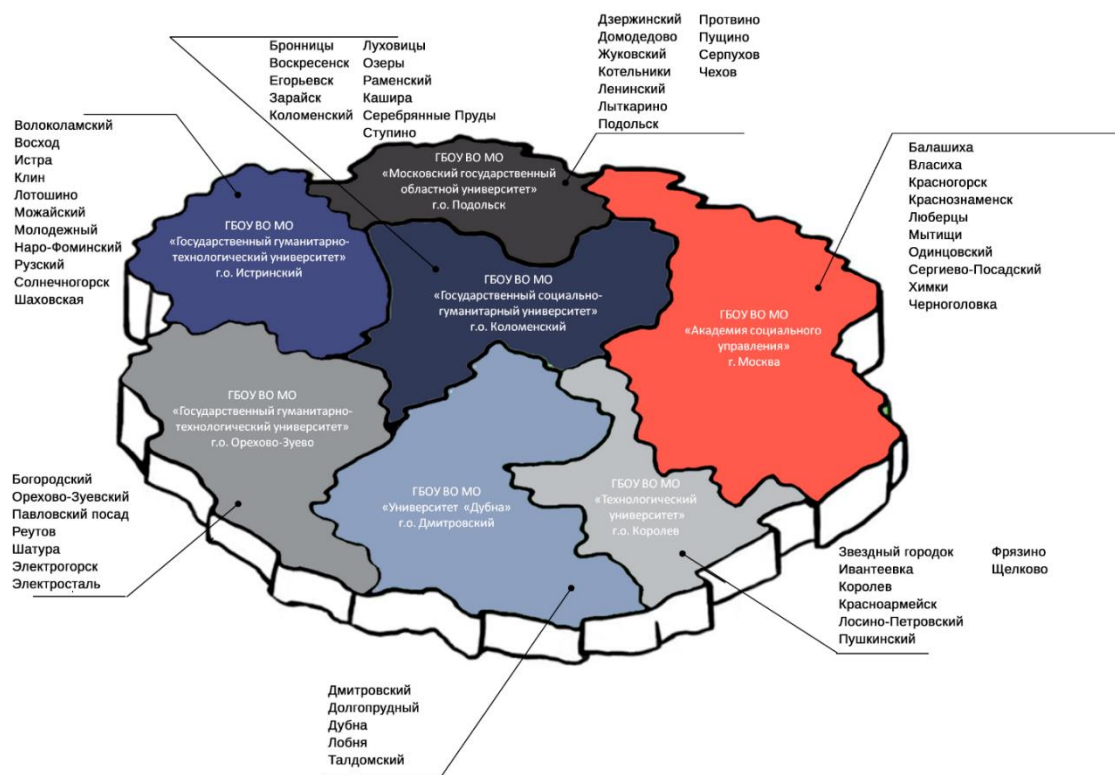 Дзержинский
Домодедово
Жуковский
Котельники
Ленинский
Лыткарино
Подольск
Протвино
Пущино
Серпухов
Чехов
Бронницы
Воскресенск
Егорьевск
Зарайск
Коломенский
Луховицы
Озеры
Раменский
Кашира
Серебрянные Пруды
Ступино
Волоколамский
Восход
Истра
Клин
Лотошино
Можайский
Молодежный
Наро-Фоминский
Рузский
Солнечногорск
Шаховская
Балашиха
Власиха
Красногорск
Краснознаменск
Люберцы
Мытищи
Одинцовский
Сергиево-Посадский
Химки
Черноголовка
ГБОУ ВО МО
«Московский государственный
областной университет»
г.о. Подольск
ГБОУ ВО МО
«Государственный гуманитарно-
технологический университет»
г.о. Истринский
ГБОУ ВО МО
«Государственный социально-
гуманитарный университет»
г.о. Коломенский
ГБОУ ВО МО
«Академия социального
управления»
г. Москва
ГБОУ ВО МО
«Государственный гуманитарно-
технологический университет»
г.о. Орехово-Зуево
ГБОУ ВО МО
«Университет «Дубна»
г.о. Дмитровский
ГБОУ ВО МО
«Технологический
университет»
г.о. Королев
Богородский
Орехово-Зуевский
Павловский посад
Реутов
Шатура
Электрогорск
Электросталь
Звездный городок
Ивантеевка
Королев
Красноармейск
Лосино-Петровский
Пушкинский
Фрязино
Щелково
Дмитровский
Долгопрудный
Дубна
Лобня
Талдомский